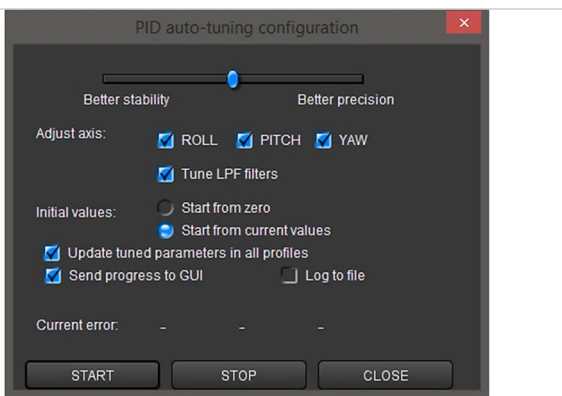 PID auto-tuning configuration
Better stability Better precision
Adjust axis: ROLL PITCH YAW
Tune LPF filters
Initial values: Start from zero
Start from current values
Update tuned parameters in all profiles
Send progress to GUI Log to file
Current error: - - -
START STOP CLOSE